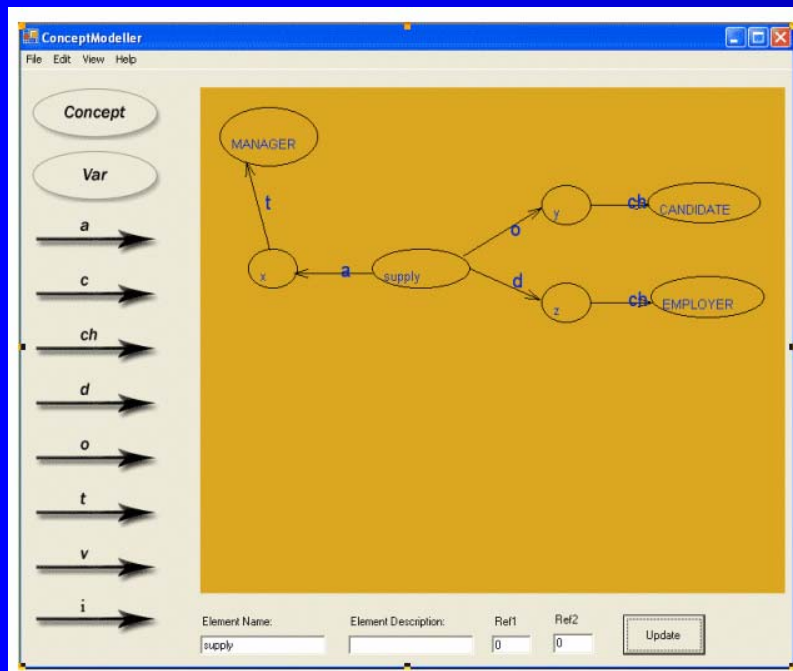 ConceptModeller
File Edit View Help
Concept
Var
a
c
ch
d
o
t
v
i
MANAGER
t
x
a
supply
o
y
ch
CANDIDATE
d
z
ch
EMPLOYER
Element Name:
Element Description:
Ref1
Ref2
supply
0
0
Update